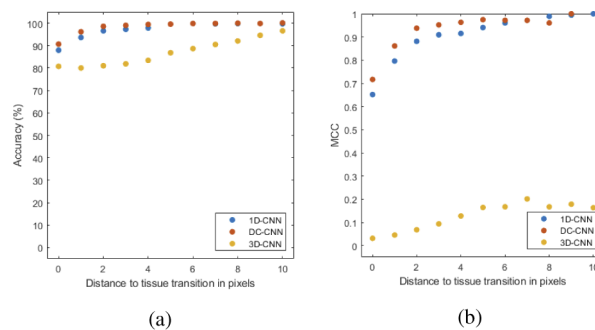 100
90
80
70
60
50
40
30
20
10
0
Accuracy (%)
1D-CNN
DC-CNN
3D-CNN
0 2 4 6 8 10
Distance to tissue transition in pixels
(a)
1
0.9
0.8
0.7
0.6
0.5
0.4
0.3
0.2
0.1
0
MCC
1D-CNN
DC-CNN
3D-CNN
0 2 4 6 8 10
Distance to tissue transition in pixels
(b)